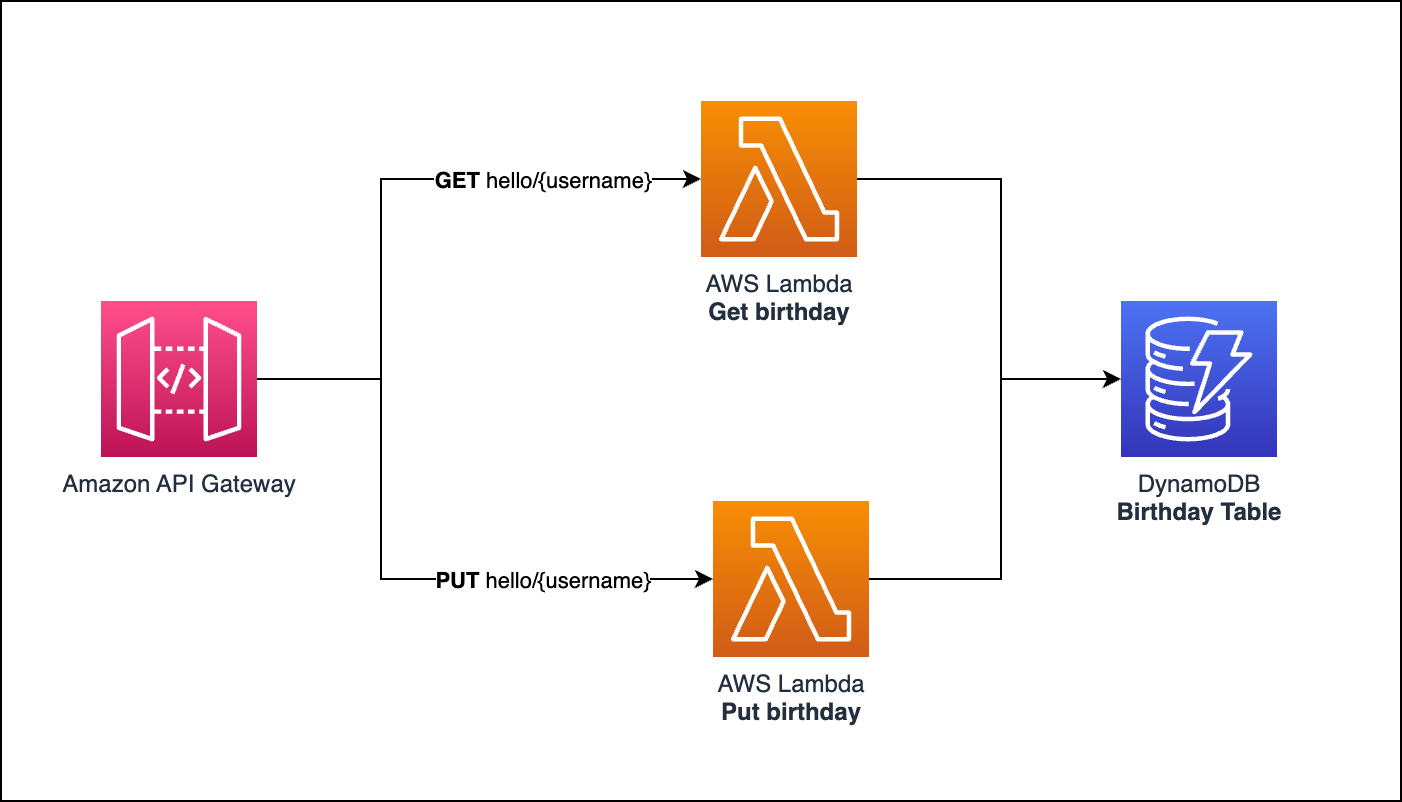 GET hello/{username}
AWS Lambda
Get birthday
</>
Amazon API Gateway
DynamoDB
Birthday Table
PUT hello/{username}
AWS Lambda
Put birthday